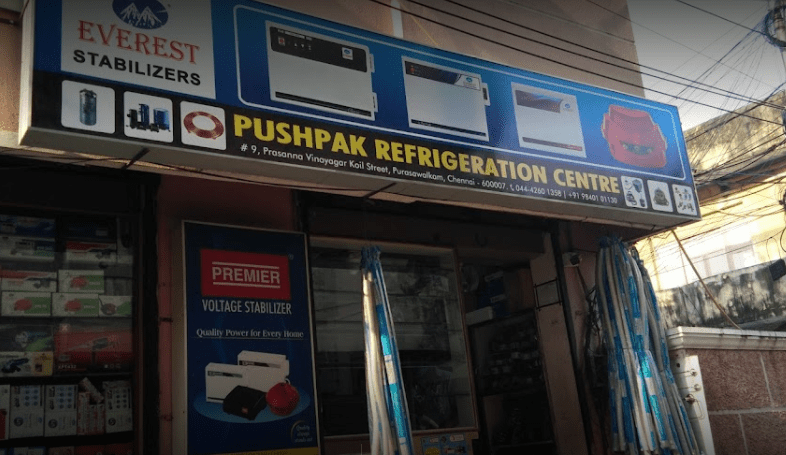 EVEREST
STABILIZERS
PUSHPAK REFRIGERATION CENTRE
# 9, Prasanna Vinayagar Koil Street, Purasawalkam, Chennai - 600007. 044-4260 1358 | +91 98401 01130
PREMIER
VOLTAGE STABILIZER
Quality Power for Every Home